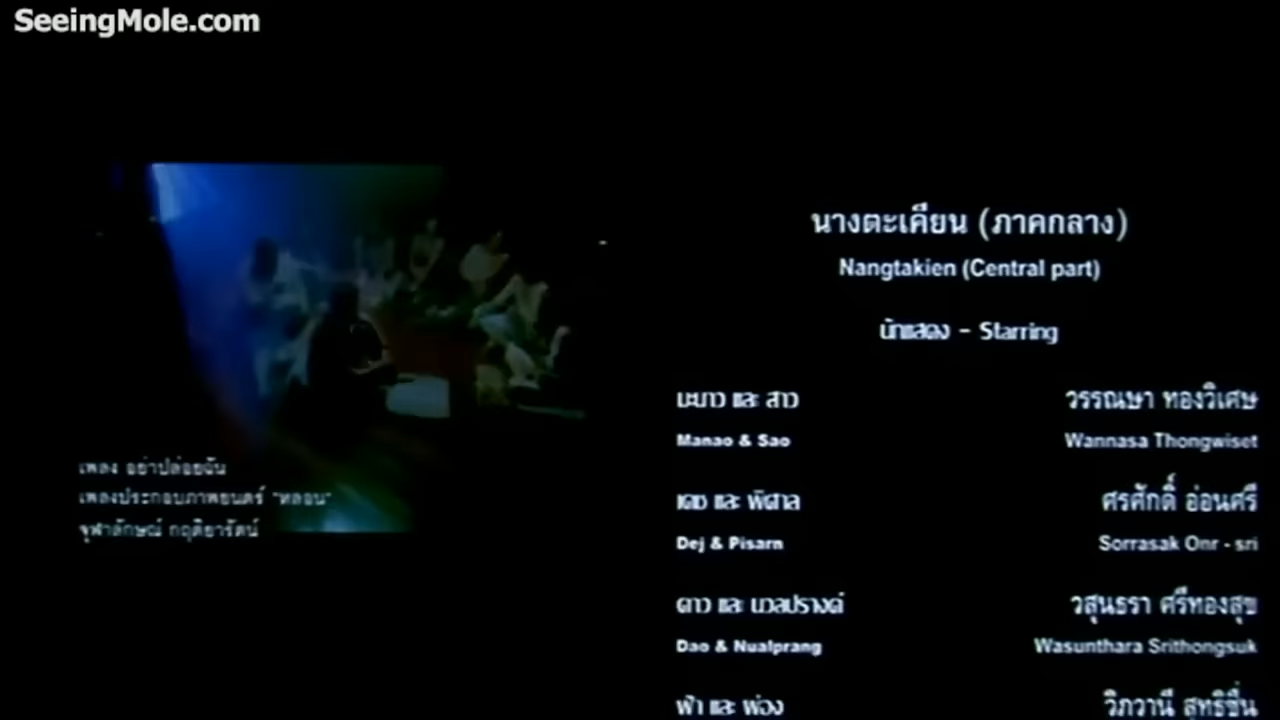 SeeingMole.com
นางตะเคียน (ภาคกลาง)
Nangtakien (Central part)
นักแสดง - Starring
มะนาว และ สาว
วรรณษา ทองวิเศษ
Manao & Sao
Wannasa Thongwiset
เดช และ พิศาล
ศรศักดิ์ อ่อนศรี
Dej & Pisarn
Sorrasak Onr - sri
ดาว และ นวลปรางค์
วสุนธรา ศรีทองสุข
Dao & Nualprang
Wasunthara Srithongsuk
ฟ้า และ ผ่อง
วิภวานี สุทธิชื่น
เพลง อย่าปล่อยฉัน
เพลงประกอบภาพยนตร์ "หลอน"
จุฬาลักษณ์ กฤติยารัตน์